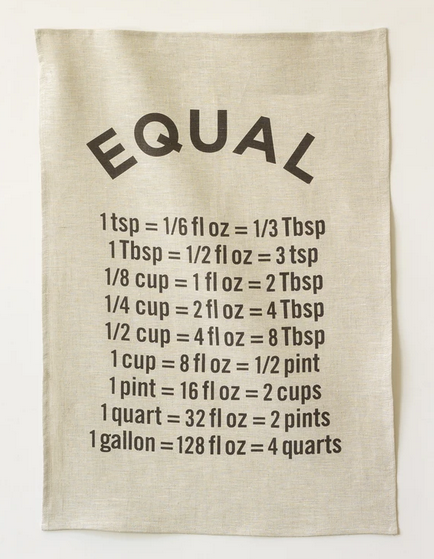 EQUAL
1 tsp = 1/6 fl oz = 1/3 Tbsp
1 Tbsp = 1/2 fl oz = 3 tsp
1/8 cup = 1 fl oz = 2 Tbsp
1/4 cup = 2 fl oz = 4 Tbsp
1/2 cup = 4 fl oz = 8 Tbsp
1 cup = 8 fl oz = 1/2 pint
1 pint = 16 fl oz = 2 cups
1 quart = 32 fl oz = 2 pints
1 gallon = 128 fl oz = 4 quarts